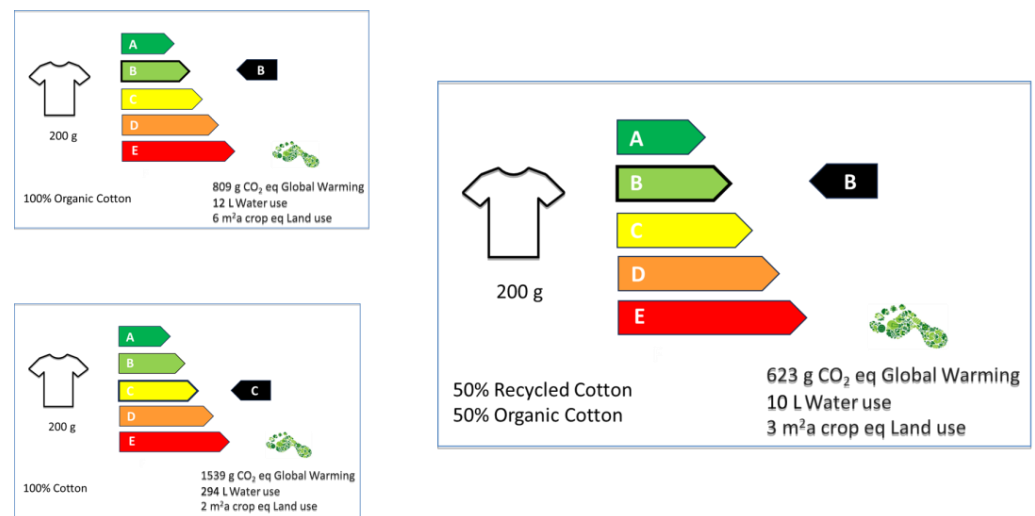 A
B
B
C
D
E
200 g
100% Organic Cotton
809 g CO₂ eq Global Warming
12 L Water use
6 m²a crop eq Land use
A
B
C
C
D
E
200 g
100% Cotton
1539 g CO₂ eq Global Warming
294 L Water use
2 m²a crop eq Land use
A
B
B
C
D
E
200 g
50% Recycled Cotton
50% Organic Cotton
623 g CO₂ eq Global Warming
10 L Water use
3 m²a crop eq Land use